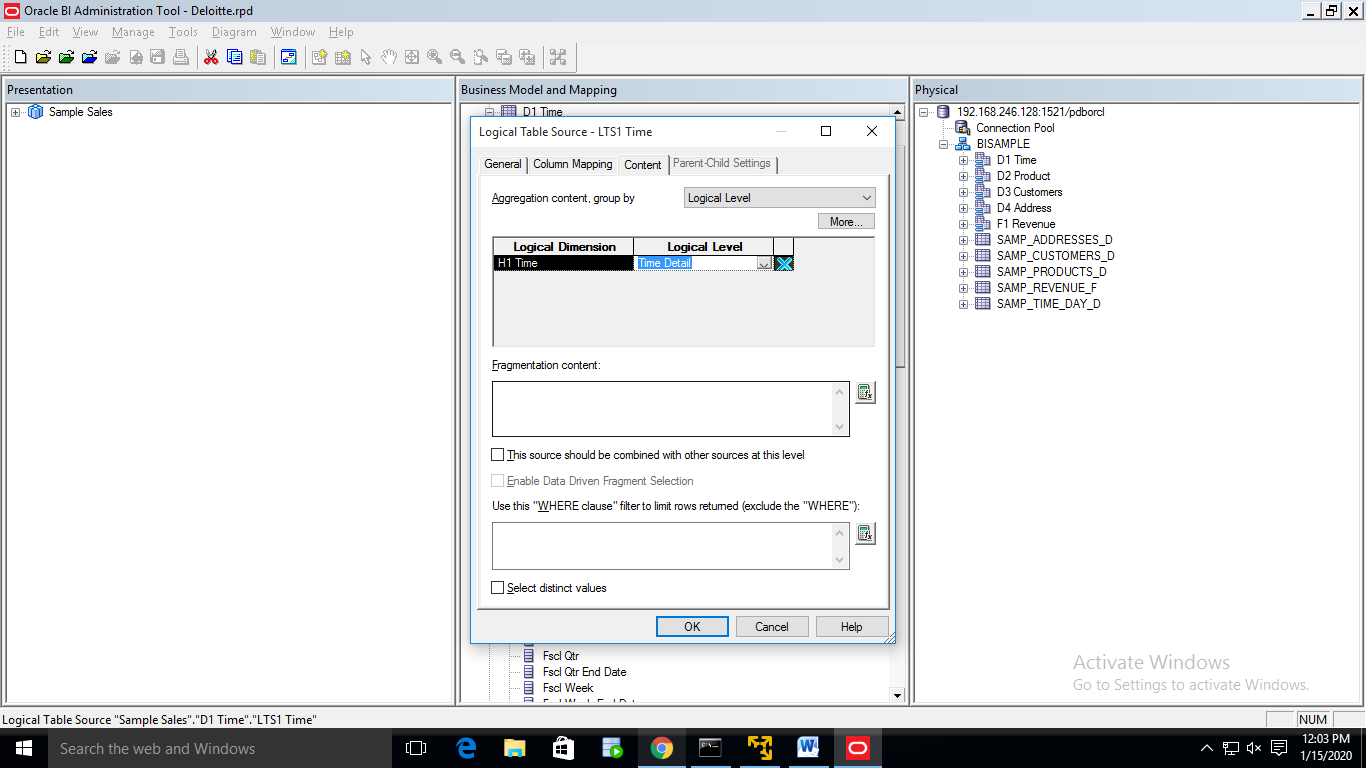 Oracle BI Administration Tool - Deloitte.rpd
File Edit View Manage Tools Diagram Window Help
Presentation
Sample Sales
Business Model and Mapping
D1 Time
Logical Table Source - LTS1 Time
General Column Mapping Content Parent-Child Settings
Aggregation content, group by Logical Level
More...
Logical Dimension Logical Level
H1 Time Time Detail
Fragmentation content:
This source should be combined with other sources at this level
Enable Data Driven Fragment Selection
Use this "WHERE clause" filter to limit rows returned (exclude the "WHERE"):
Select distinct values
OK Cancel Help
Fscl Qtr
Fscl Qtr End Date
Fscl Week
Physical
192.168.246.128:1521/pdborcl
Connection Pool
BISAMPLE
D1 Time
D2 Product
D3 Customers
D4 Address
F1 Revenue
SAMP_ADDRESSES_D
SAMP_CUSTOMERS_D
SAMP_PRODUCTS_D
SAMP_REVENUE_F
SAMP_TIME_DAY_D
Activate Windows
Go to Settings to activate Windows.
Logical Table Source "Sample Sales"."D1 Time"."LTS1 Time"
NUM
Search the web and Windows
12:03 PM
1/15/2020